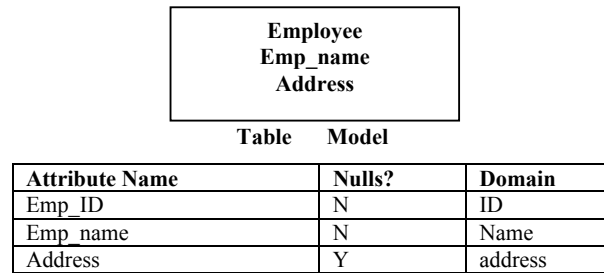 Employee
Emp_name
Address
Table Model
Attribute Name Nulls? Domain
Emp_ID N ID
Emp_name N Name
Address Y address